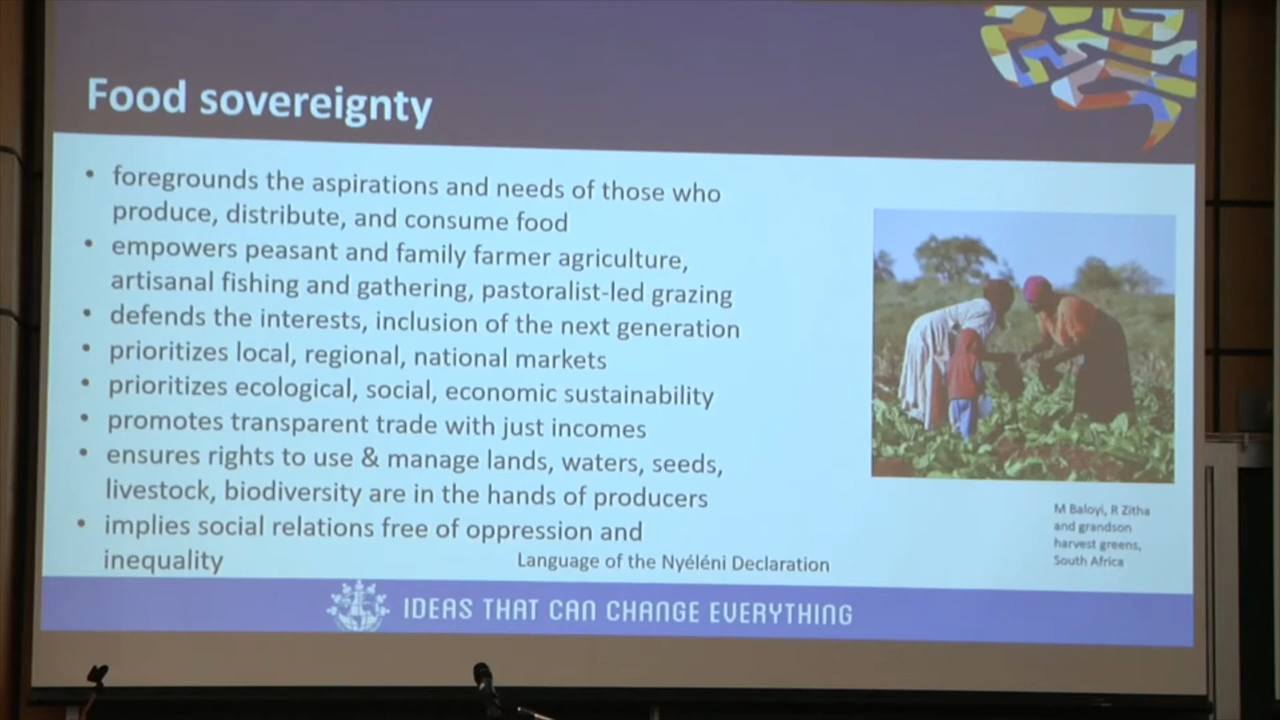 Food sovereignty
• foregrounds the aspirations and needs of those who
produce, distribute, and consume food
• empowers peasant and family farmer agriculture,
artisanal fishing and gathering, pastoralist-led grazing
• defends the interests, inclusion of the next generation
• prioritizes local, regional, national markets
• prioritizes ecological, social, economic sustainability
• promotes transparent trade with just incomes
• ensures rights to use & manage lands, waters, seeds,
livestock, biodiversity are in the hands of producers
• implies social relations free of oppression and
inequality
Language of the Nyéléni Declaration
M Baloyi, R Zitha
and grandson
harvest greens,
South Africa
IDEAS THAT CAN CHANGE EVERYTHING